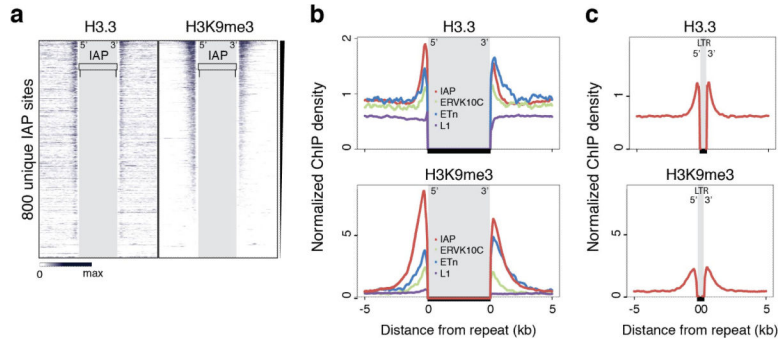 a
H3.3
H3K9me3
5'
3'
IAP
5'
3'
IAP
800 unique IAP sites
0
max
b
H3.3
Normalized ChIP density
2
1
0
5'
3'
IAP
ERVK10C
ETn
L1
H3K9me3
5
0
5'
3'
IAP
ERVK10C
ETn
L1
-5
0
0
5
Distance from repeat (kb)
c
H3.3
Normalized ChIP density
1
0
LTR
5'
3'
H3K9me3
5
0
LTR
5'
3'
-5
00
5
Distance from repeat (kb)